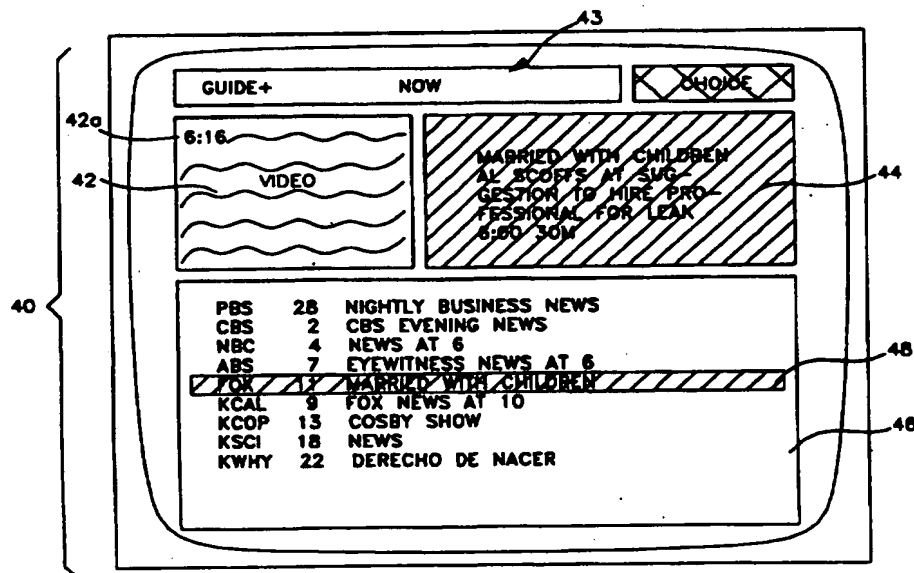 43
GUIDE+ NOW CHOICE
42a
6:16
42
VIDEO
MARRIED WITH CHILDREN
AL SCOFFS AT SUG-
GESTION TO HIRE PRO-
FESSIONAL FOR LEAK
6:00 30M
44
40
PBS 28 NIGHTLY BUSINESS NEWS
CBS 2 CBS EVENING NEWS
NBC 4 NEWS AT 6
ABS 7 EYEWITNESS NEWS AT 6
FOX 11 MARRIED WITH CHILDREN
48
KCAL 9 FOX NEWS AT 10
KCOP 13 COSBY SHOW
46
KSCI 18 NEWS
KWHY 22 DERECHO DE NACER